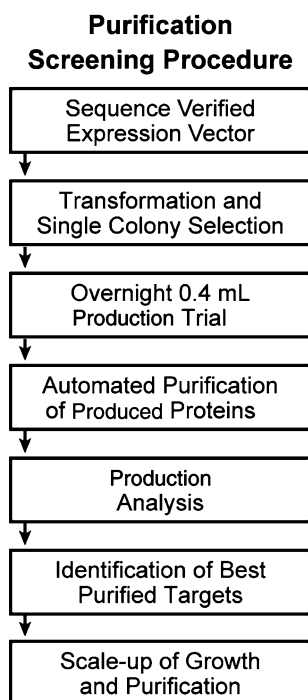 Purification
Screening Procedure
Sequence Verified
Expression Vector
Transformation and
Single Colony Selection
Overnight 0.4 mL
Production Trial
Automated Purification
of Produced Proteins
Production
Analysis
Identification of Best
Purified Targets
Scale-up of Growth
and Purification